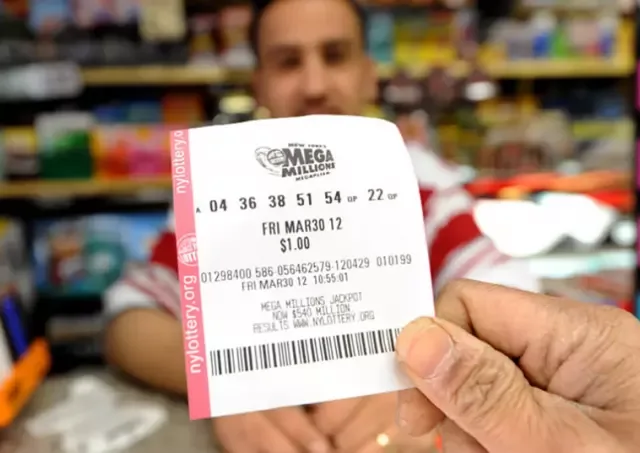 NEW YORK'S
MEGA
MILLIONS
MEGAPLIER
A 04 36 38 51 54 OP 22 OP
FRI MAR30 12
$1.00
01298400 586-056462579-120429 010199
FRI MAR30 12 10:55:01
MEGA MILLIONS JACKPOT
NOW $540 MILLION
RESULTS WWW.NYLOTTERY.ORG
nylottery.org
nylottery.org